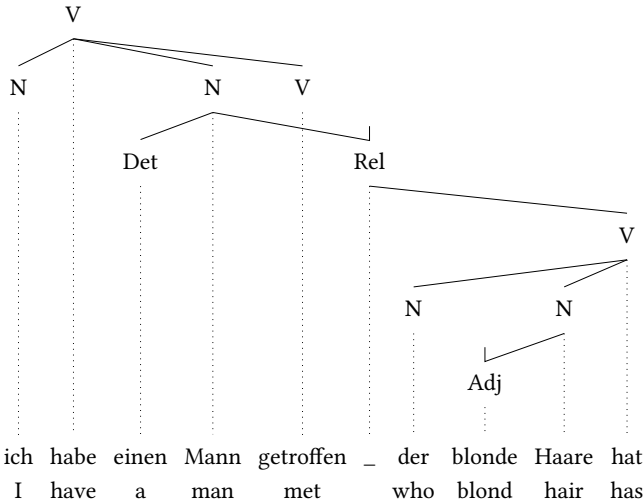 V
N N V
Det Rel
V
N N
Adj
ich habe einen Mann getroffen _ der blonde Haare hat
I have a man met who blond hair has